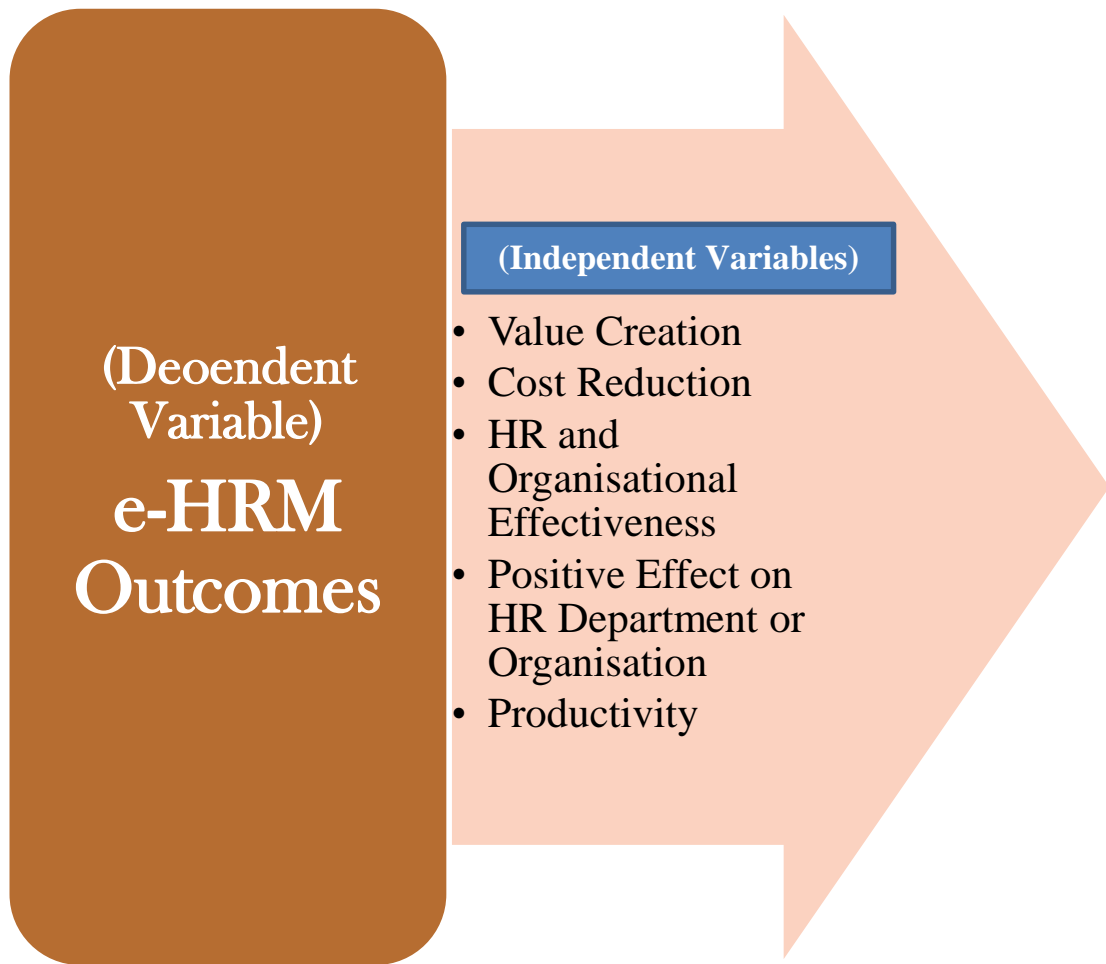 (Deoendent
Variable)
e-HRM
Outcomes
(Independent Variables)
• Value Creation
• Cost Reduction
• HR and
Organisational
Effectiveness
• Positive Effect on
HR Department or
Organisation
• Productivity